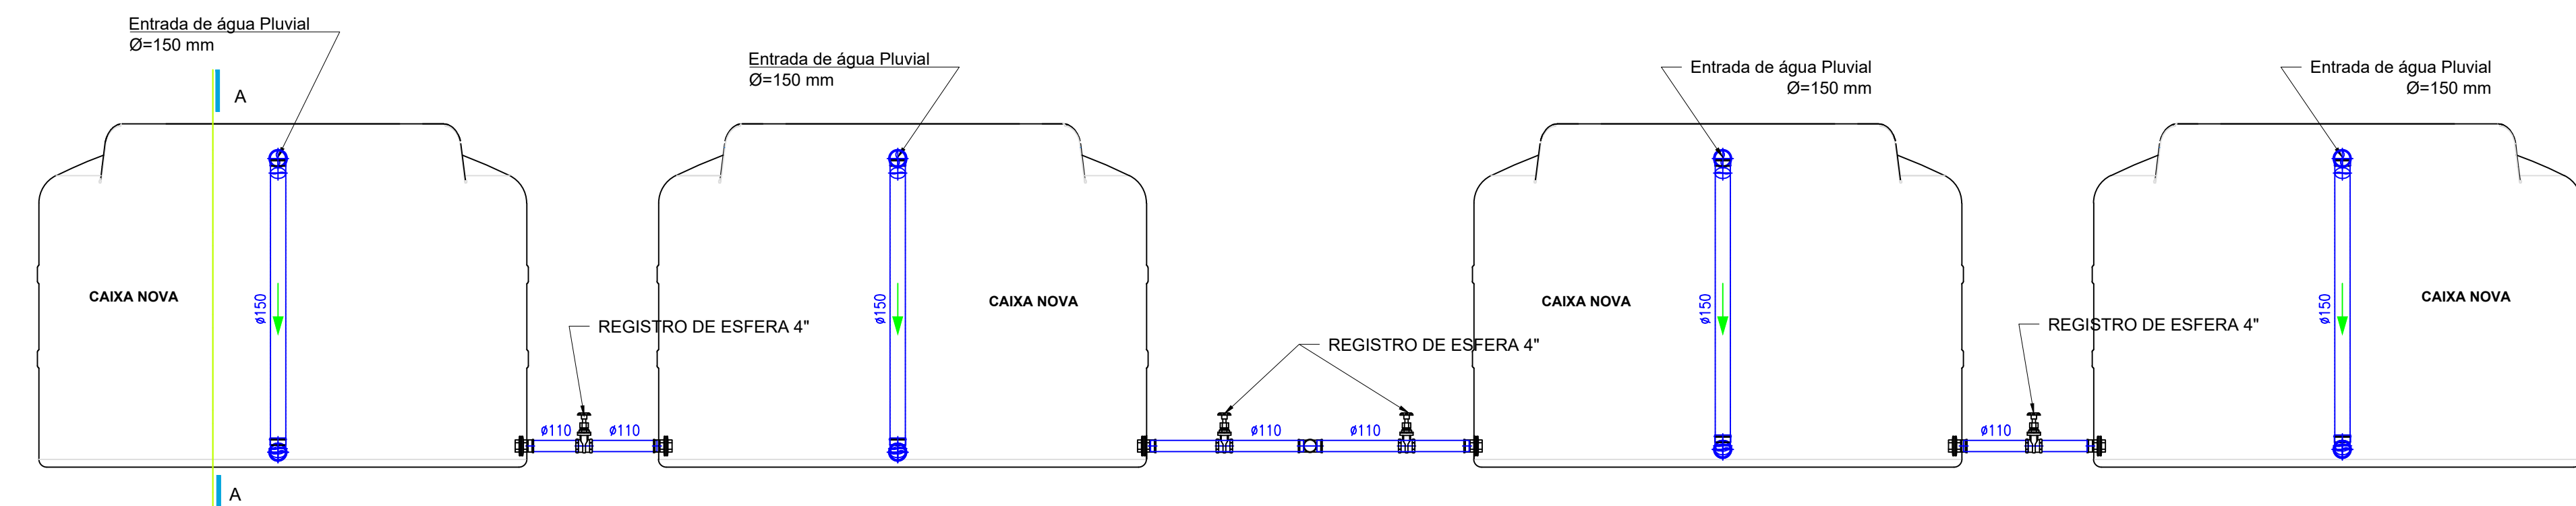 Entrada de água Pluvial
Ø=150 mm
Entrada de água Pluvial
Ø=150 mm
Entrada de água Pluvial
Ø=150 mm
Entrada de água Pluvial
Ø=150 mm
A
CAIXA NOVA
ø150
REGISTRO DE ESFERA 4"
ø110
ø110
ø150
CAIXA NOVA
REGISTRO DE ESFERA 4"
ø110
ø110
CAIXA NOVA
ø150
REGISTRO DE ESFERA 4"
ø110
ø150
CAIXA NOVA
A